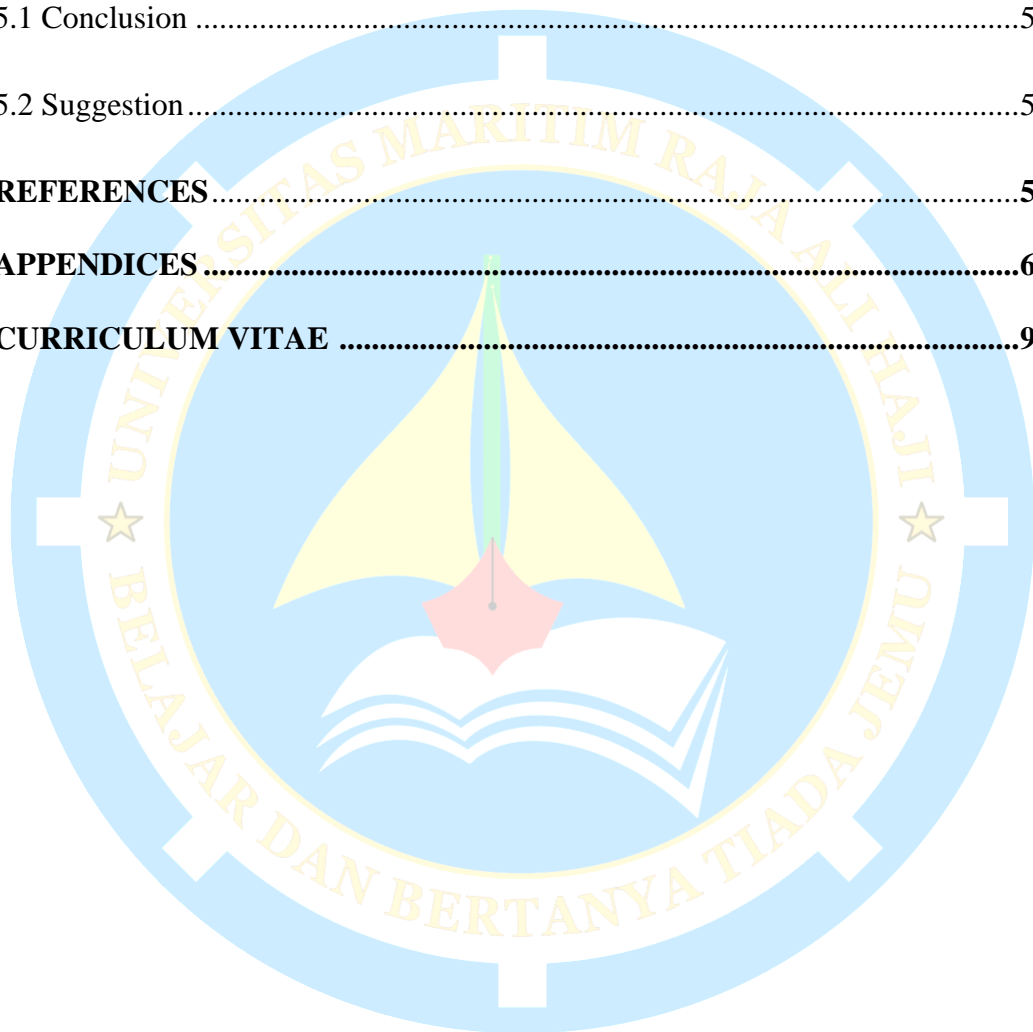 5.1 Conclusion ........................................................................................................5
5.2 Suggestion .........................................................................................................5
REFERENCES ......................................................................................................5
APPENDICES .......................................................................................................6
CURRICULUM VITAE .......................................................................................9
UNIVERSITAS MARITIM RAJA ALI HAJI
BELAJAR DAN BERTANYA TIADA JEMU